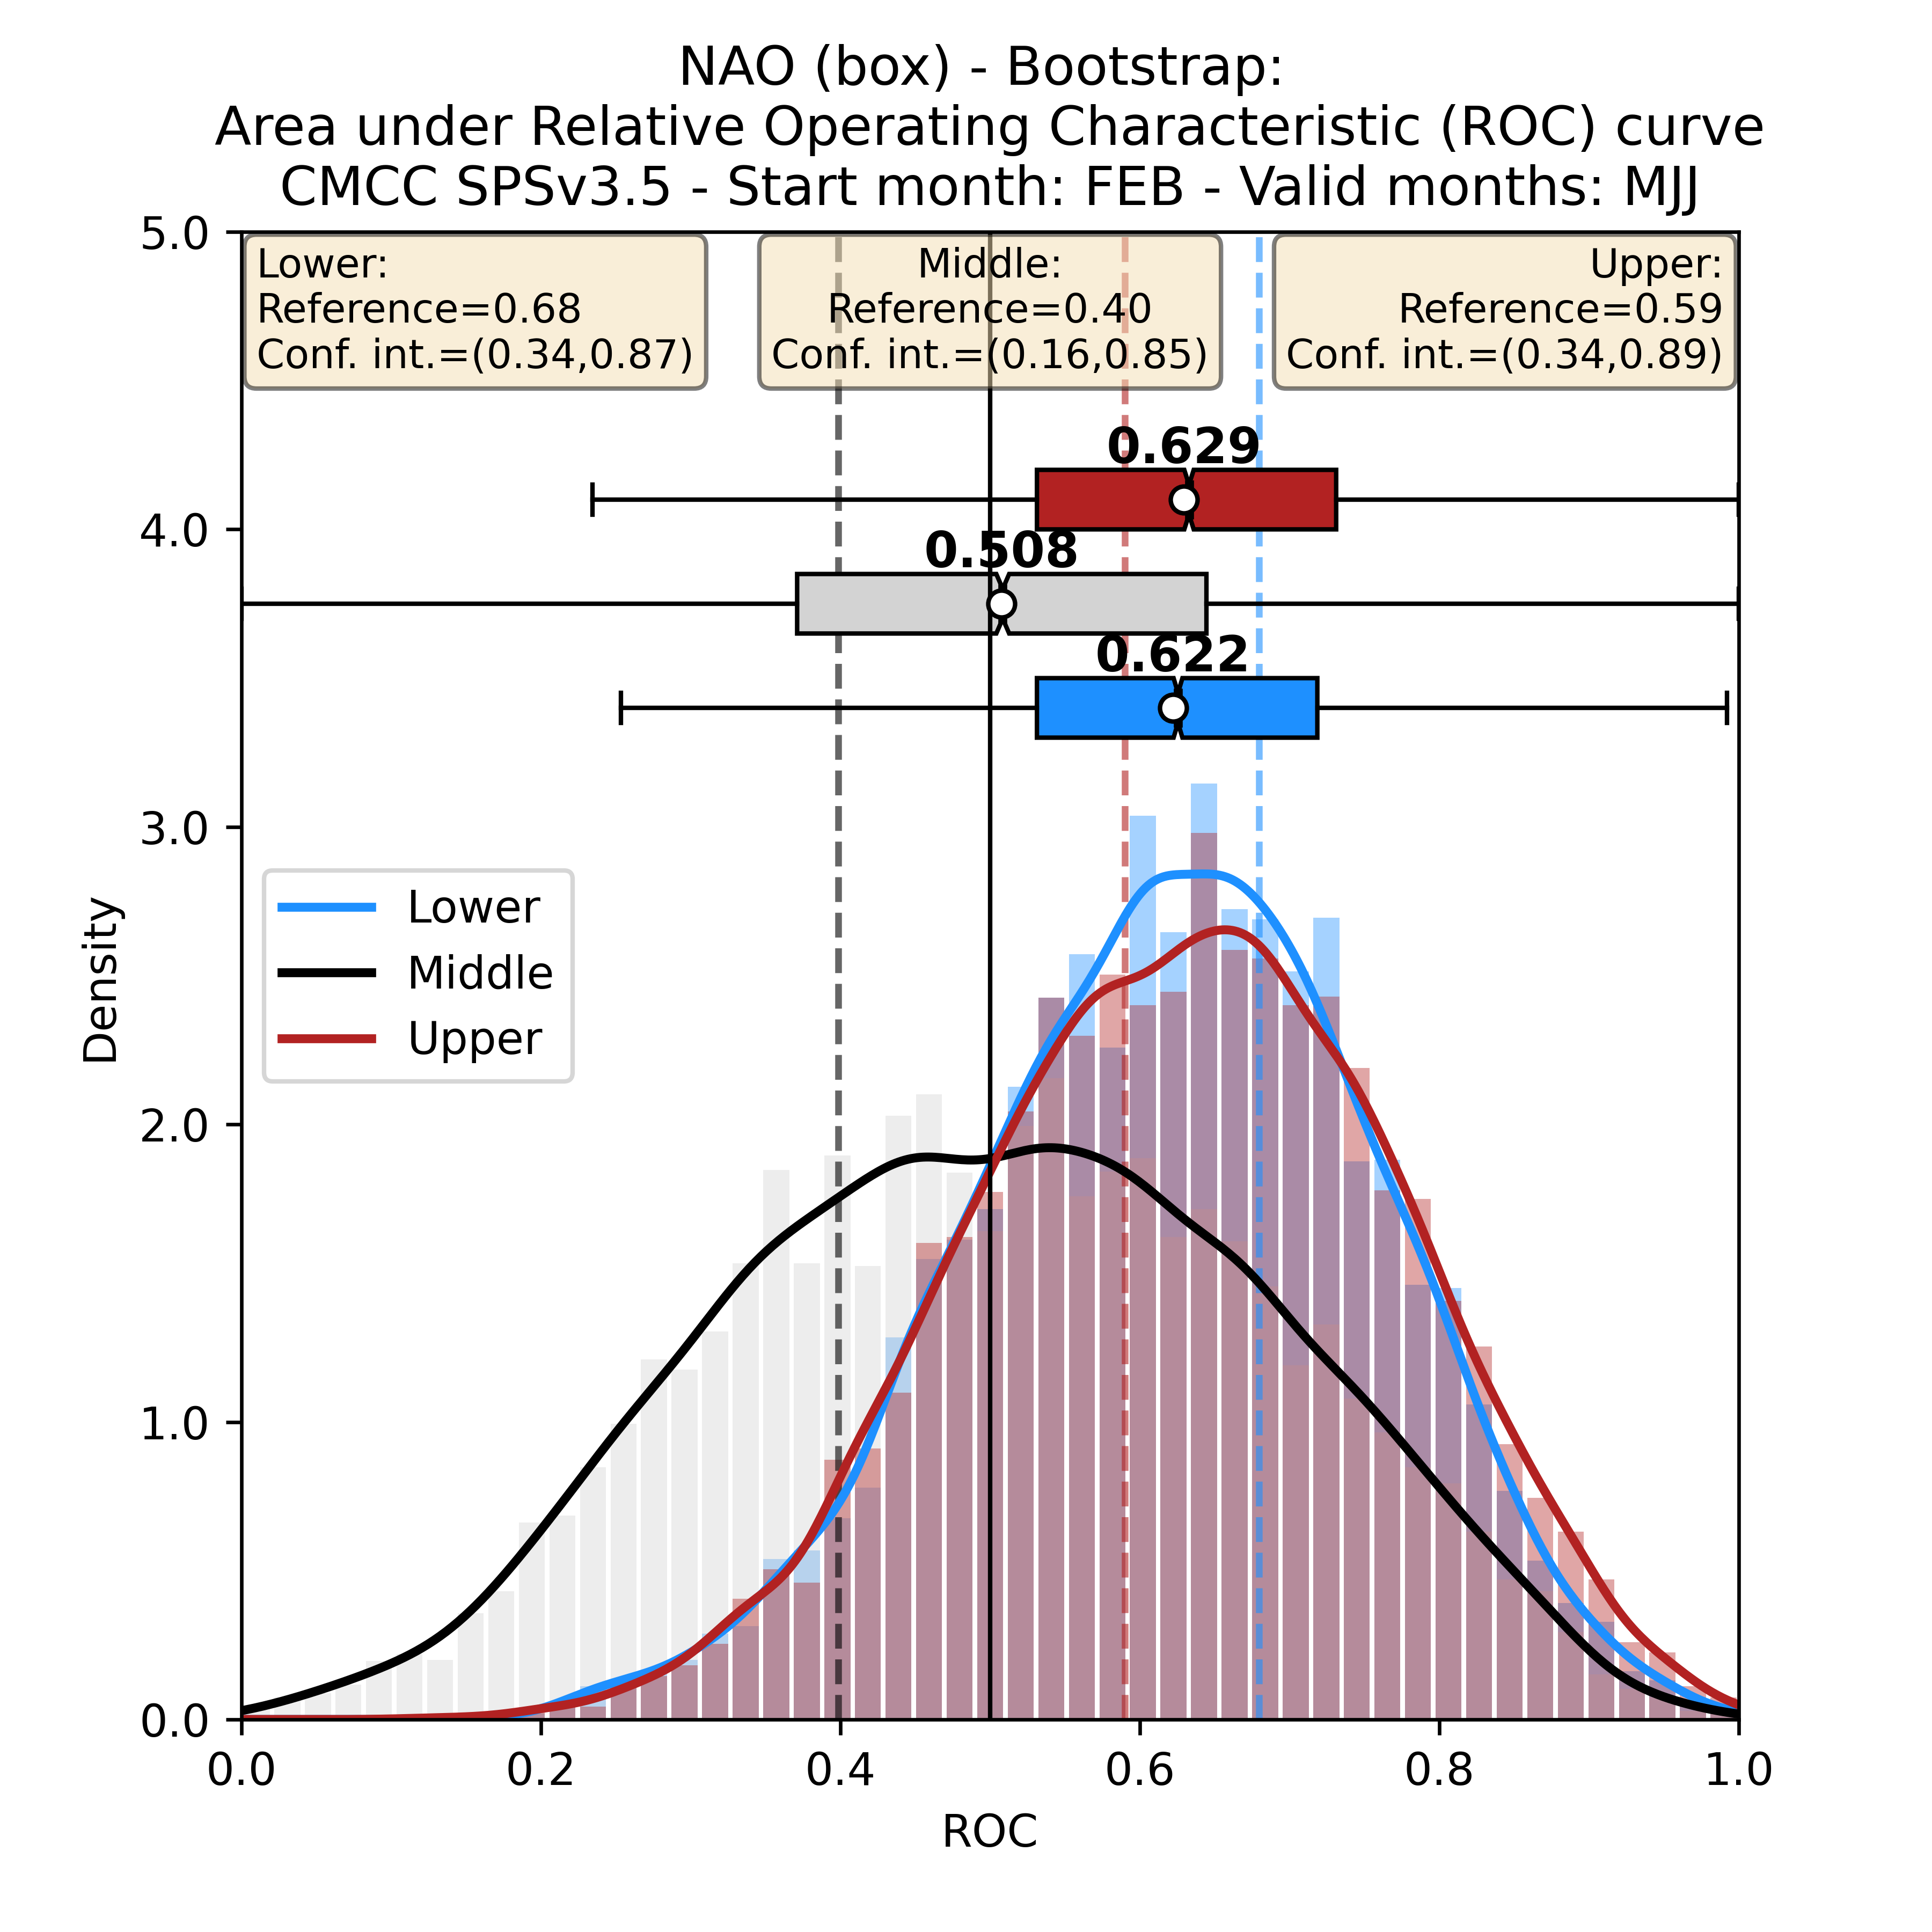 NAO (box) - Bootstrap:
Area under Relative Operating Characteristic (ROC) curve
CMCC SPSv3.5 - Start month: FEB - Valid months: MJJ
Lower:
Reference=0.68
Conf. int.=(0.34,0.87)
Middle:
Reference=0.40
Conf. int.=(0.16,0.85)
Upper:
Reference=0.59
Conf. int.=(0.34,0.89)
0.629
0.508
0.622
5.0
4.0
3.0
2.0
1.0
0.0
Density
Lower
Middle
Upper
0.0
0.2
0.4
0.6
0.8
1.0
ROC